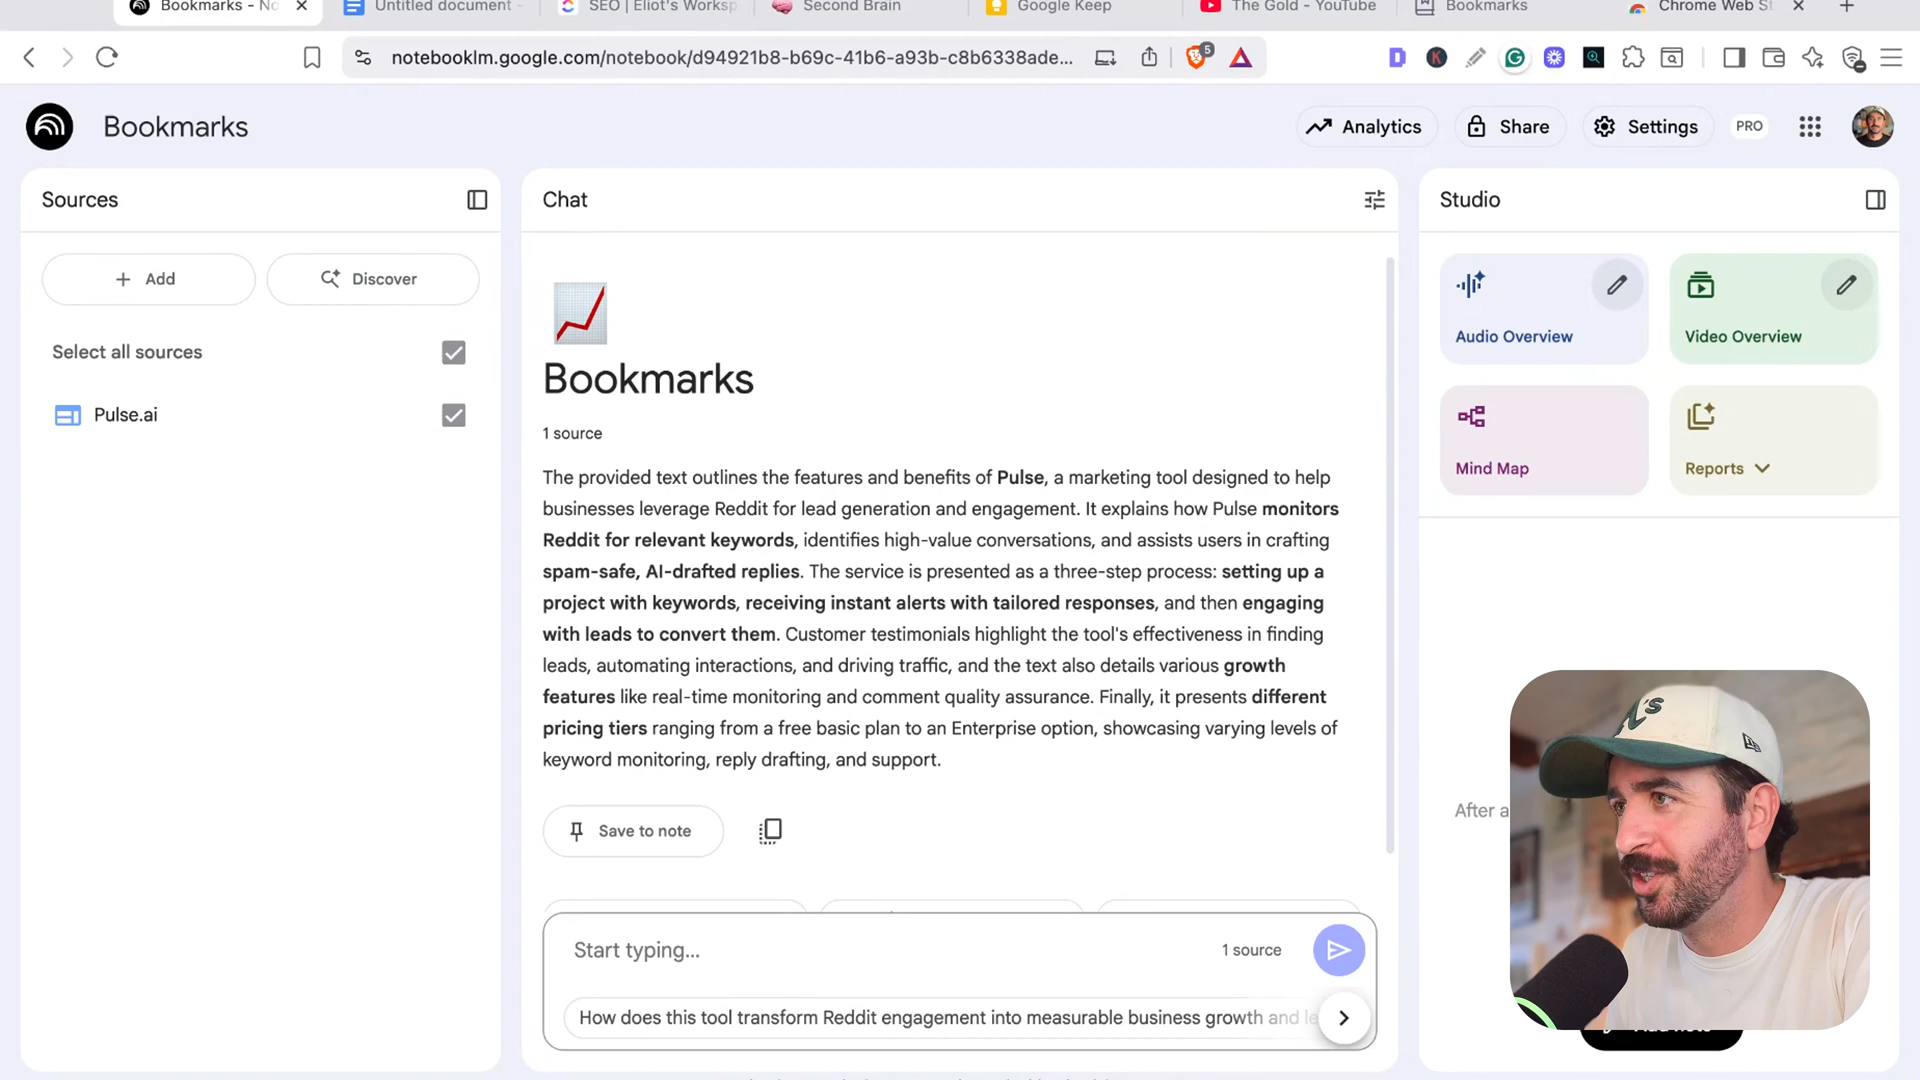 Bookmarks - No
Untitled document -
SEO | Eliot's Worksp
Second Brain
Google Keep
The Gold - YouTube
Bookmarks
Chrome Web St
notebooklm.google.com/notebook/d94921b8-b69c-41b6-a93b-c8b6338ade...
5
Bookmarks
Analytics
Share
Settings
PRO
Sources
Add
Discover
Select all sources
Pulse.ai
Chat
Bookmarks
1 source
The provided text outlines the features and benefits of Pulse, a marketing tool designed to help
businesses leverage Reddit for lead generation and engagement. It explains how Pulse monitors
Reddit for relevant keywords, identifies high-value conversations, and assists users in crafting
spam-safe, AI-drafted replies. The service is presented as a three-step process: setting up a
project with keywords, receiving instant alerts with tailored responses, and then engaging
with leads to convert them. Customer testimonials highlight the tool's effectiveness in finding
leads, automating interactions, and driving traffic, and the text also details various growth
features like real-time monitoring and comment quality assurance. Finally, it presents different
pricing tiers ranging from a free basic plan to an Enterprise option, showcasing varying levels of
keyword monitoring, reply drafting, and support.
Save to note
Start typing...
1 source
How does this tool transform Reddit engagement into measurable business growth and le
Studio
Audio Overview
Video Overview
Mind Map
Reports
After a
A's